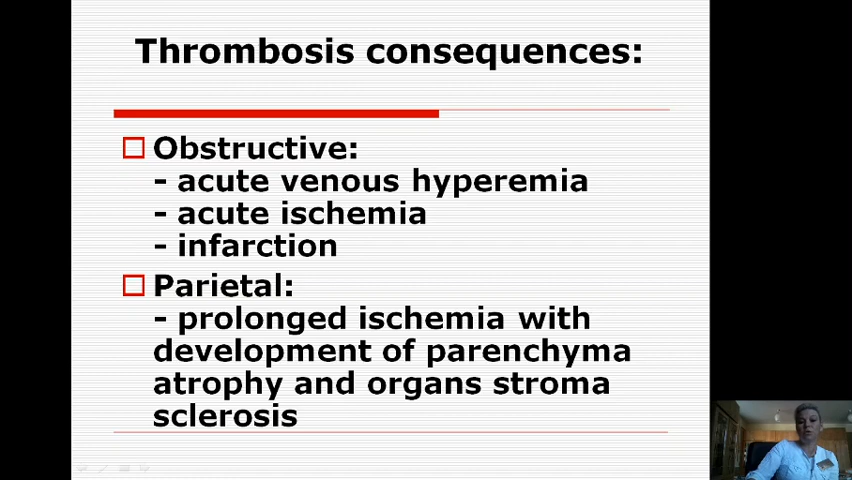 Thrombosis consequences:
Obstructive:
- acute venous hyperemia
- acute ischemia
- infarction
Parietal:
- prolonged ischemia with
development of parenchyma
atrophy and organs stroma
sclerosis